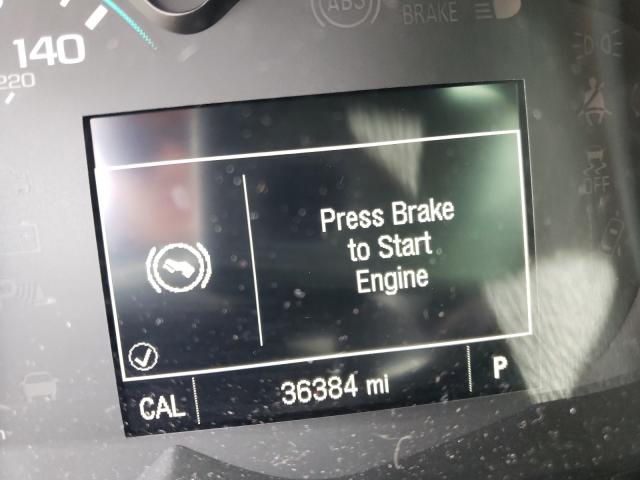 140
220
ABS
BRAKE
Press Brake
to Start
Engine
OFF
CAL
36384 mi
P